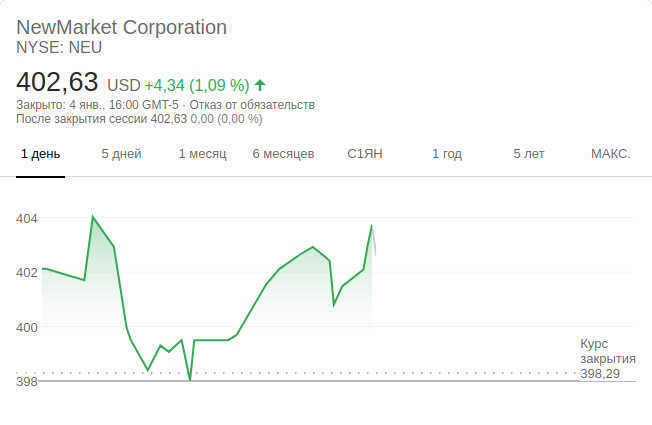 NewMarket Corporation
NYSE: NEU
402,63 USD +4,34 (1,09 %)
Закрыто: 4 янв., 16:00 GMT-5 · Отказ от обязательств
После закрытия сессии 402,63 0,00 (0,00 %)
1 день 5 дней 1 месяц 6 месяцев С1ЯН 1 год 5 лет МАКС.
404
402
400
Курс
закрытия
398,29
398